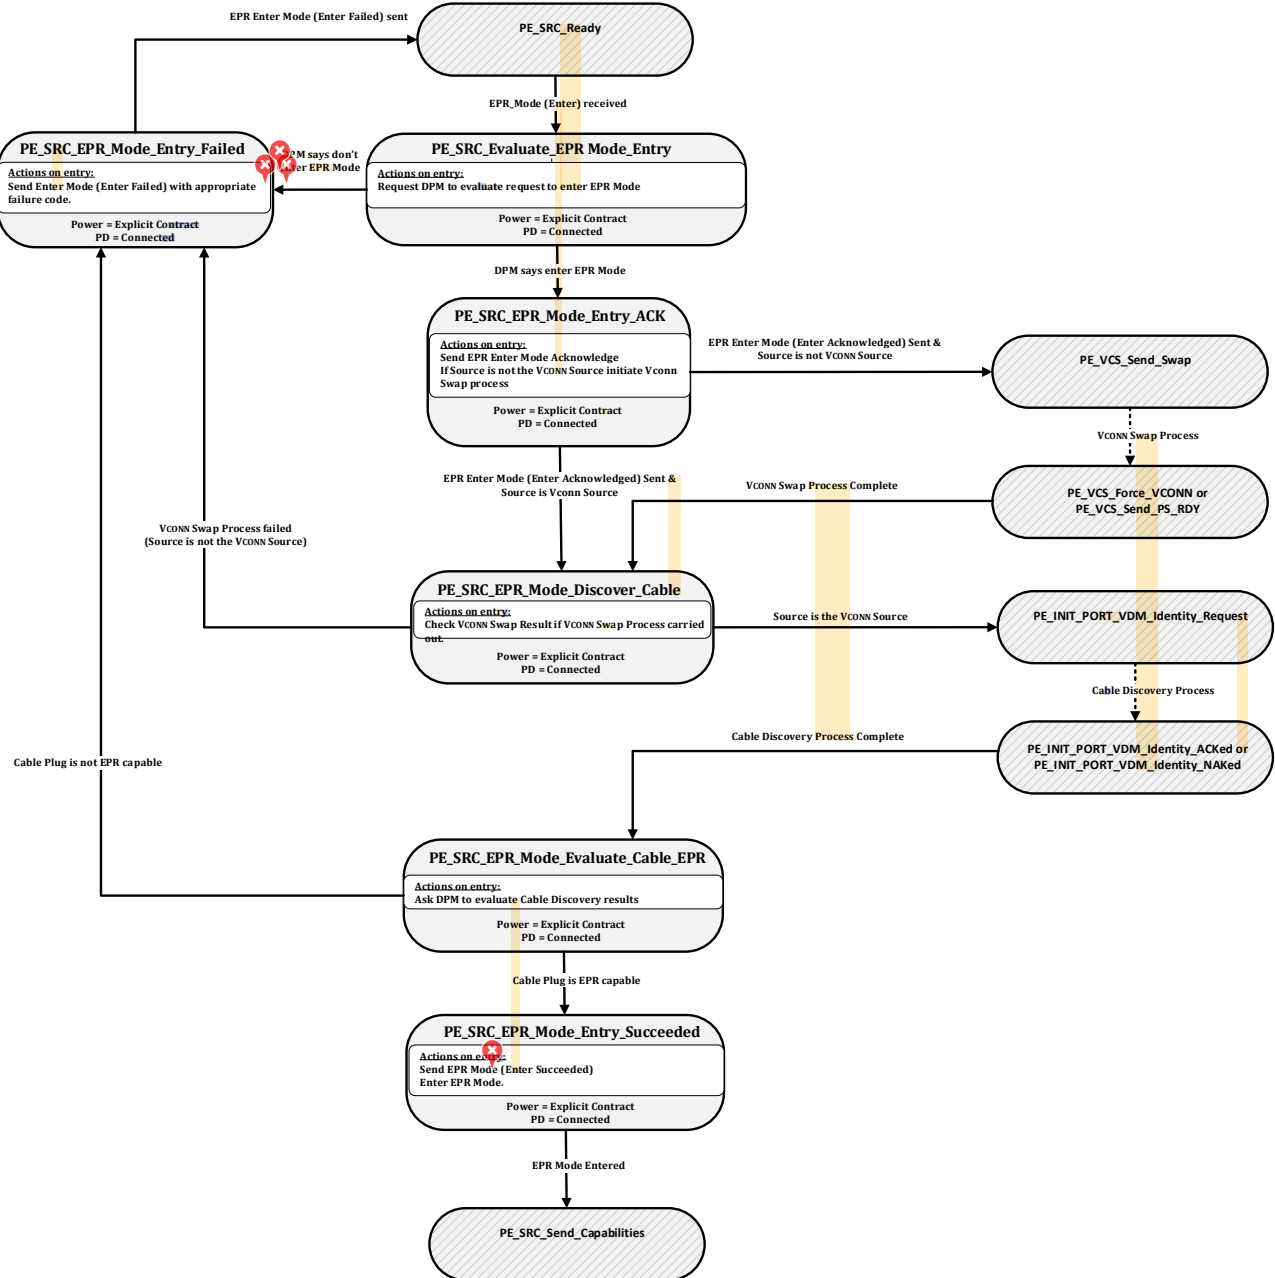 EPR Enter Mode (Enter Failed) sent
PE_SRC_Ready
EPR_Mode (Enter) received
PE_SRC_EPR_Mode_Entry_Failed
Actions on entry:
Send Enter Mode (Enter Failed) with appropriate
failure code.
Power = Explicit Contract
PD = Connected
says don't
EPR Mode
PE_SRC_Evaluate_EPR Mode_Entry
Actions on entry:
Request DPM to evaluate request to enter EPR Mode
Power = Explicit Contract
PD = Connected
DPM says enter EPR Mode
PE_SRC_EPR_Mode_Entry_ACK
Actions on entry:
Send EPR Enter Mode Acknowledge
If Source is not the VCONN Source initiate Vconn
Swap process
Power = Explicit Contract
PD = Connected
EPR Enter Mode (Enter Acknowledged) Sent &
Source is not VCONN Source
PE_VCS_Send_Swap
VCONN Swap Process
EPR Enter Mode (Enter Acknowledged) Sent &
Source is Vconn Source
VCONN Swap Process Complete
PE_VCS_Force_VCONN or
PE_VCS_Send_PS_RDY
VCONN Swap Process failed
(Source is not the VCONN Source)
PE_SRC_EPR_Mode_Discover_Cable
Actions on entry:
Check VCONN Swap Result if VCONN Swap Process carried
out.
Power = Explicit Contract
PD = Connected
Source is the VCONN Source
PE_INIT_PORT_VDM_Identity_Request
Cable Discovery Process
Cable Discovery Process Complete
PE_INIT_PORT_VDM_Identity_ACKed or
PE_INIT_PORT_VDM_Identity_NAKed
Cable Plug is not EPR capable
PE_SRC_EPR_Mode_Evaluate_Cable_EPR
Actions on entry:
Ask DPM to evaluate Cable Discovery results
Power = Explicit Contract
PD = Connected
Cable Plug is EPR capable
PE_SRC_EPR_Mode_Entry_Succeeded
Actions on entry:
Send EPR Mode (Enter Succeeded)
Enter EPR Mode.
Power = Explicit Contract
PD = Connected
EPR Mode Entered
PE_SRC_Send_Capabilities